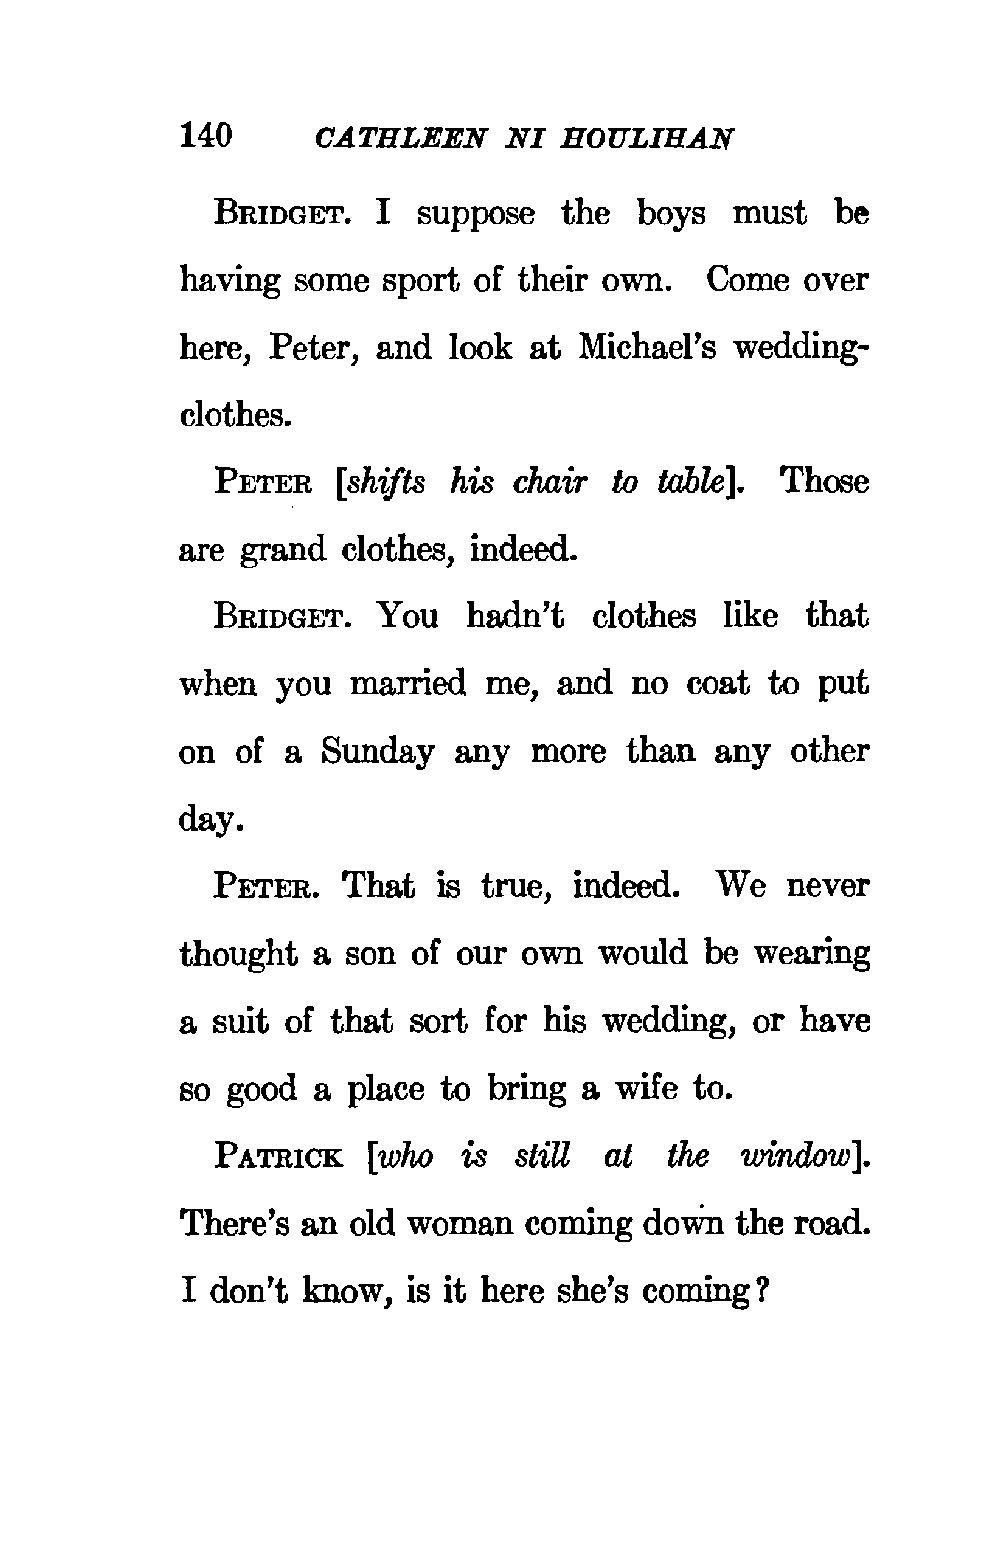 140 CATHLEEN NI HOULIHAN
BRIDGET. I suppose the boys must be
having some sport of their own. Come over
here, Peter, and look at Michael's wedding-
clothes.
PETER [shifts his chair to table]. Those
are grand clothes, indeed.
BRIDGET. You hadn't clothes like that
when you married me, and no coat to put
on of a Sunday any more than any other
day.
PETER. That is true, indeed. We never
thought a son of our own would be wearing
a suit of that sort for his wedding, or have
so good a place to bring a wife to.
PATRICK [who is still at the window].
There's an old woman coming down the road.
I don't know, is it here she's coming?